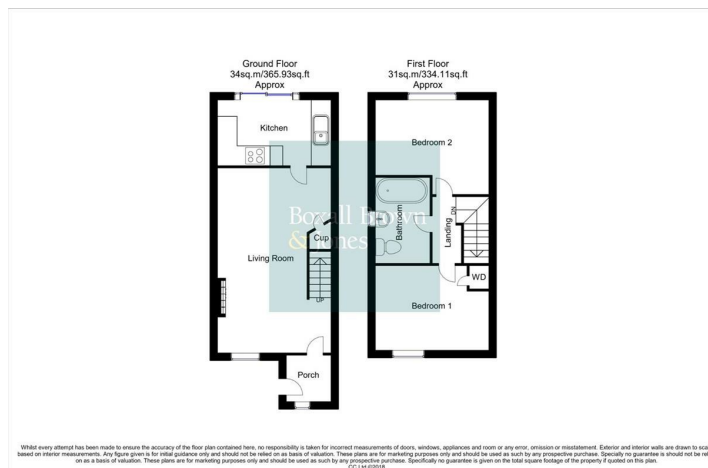 Ground Floor
34sq.m/365.93sq.ft
Approx
First Floor
31sq.m/334.11sq.ft
Approx
Kitchen
Bedroom 2
Bathroom
Landing
DN
Boxall Brown
& Jones
Cup
Living Room
UP
WD
Bedroom 1
Porch
Whilst every attempt has been made to ensure the accuracy of the floor plan contained here, no responsibility is taken for incorrect measurements of doors, windows, appliances and room or any error, omission or misstatement. Exterior and interior walls are drawn to sca
based on interior measurements. Any figure given is for initial guidance only and should not be relied on as basis of valuation. These plans are for marketing purposes only and should be used as such by any prospective purchase. Specially no guarantee is should not be rel
on as a basis of valuation. These plans are for marketing purposes only and should be used as such by any prospective purchase. Specifically no guarantee is given on the total square footage of the property if quoted on this plan.
CC Ltd ©2018